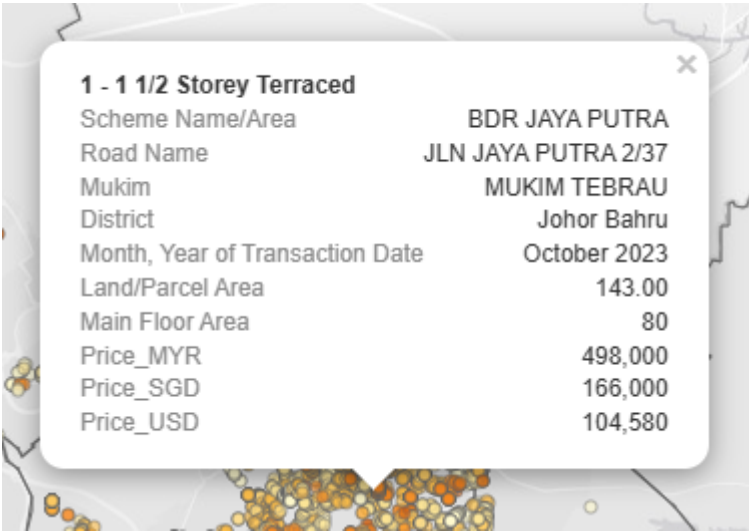 ×
1 - 1 1/2 Storey Terraced
Scheme Name/Area BDR JAYA PUTRA
Road Name JLN JAYA PUTRA 2/37
Mukim MUKIM TEBRAU
District Johor Bahru
Month, Year of Transaction Date October 2023
Land/Parcel Area 143.00
Main Floor Area 80
Price_MYR 498,000
Price_SGD 166,000
Price_USD 104,580